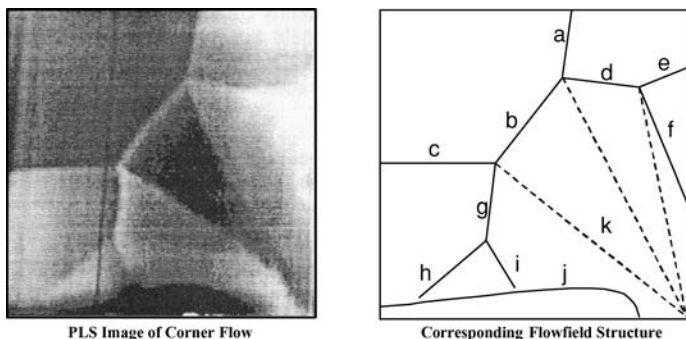 a
e
d
b
f
c
g
k
h
i
j
PLS Image of Corner Flow
Corresponding Flowfield Structure